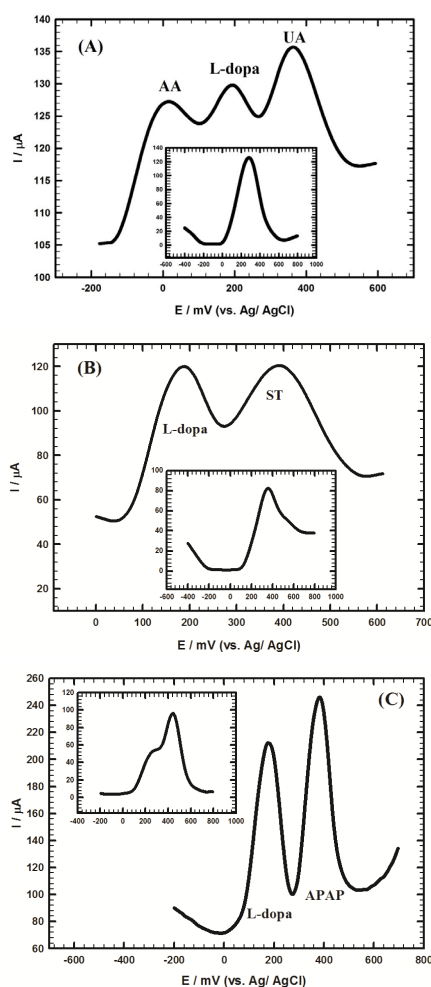 (A)
AA
L-dopa
UA
I / µA
140
135
130
125
120
115
110
105
100
-200 0 200 400 600
E / mV (vs. Ag/ AgCl)
140
120
100
80
60
40
20
0
-600 -400 -200 0 200 400 600 800 1000
(B)
L-dopa
ST
I / µA
120
100
80
60
40
20
0 100 200 300 400 500 600 700
E / mV (vs. Ag/ AgCl)
100
80
60
40
20
0
-600 -400 -200 0 200 400 600 800 1000
(C)
L-dopa
APAP
I / µA
260
240
220
200
180
160
140
120
100
80
60
-600 -400 -200 0 200 400 600 800
E / mV (vs. Ag/ AgCl)
120
100
80
60
40
20
0
-400 -200 0 200 400 600 800 1000